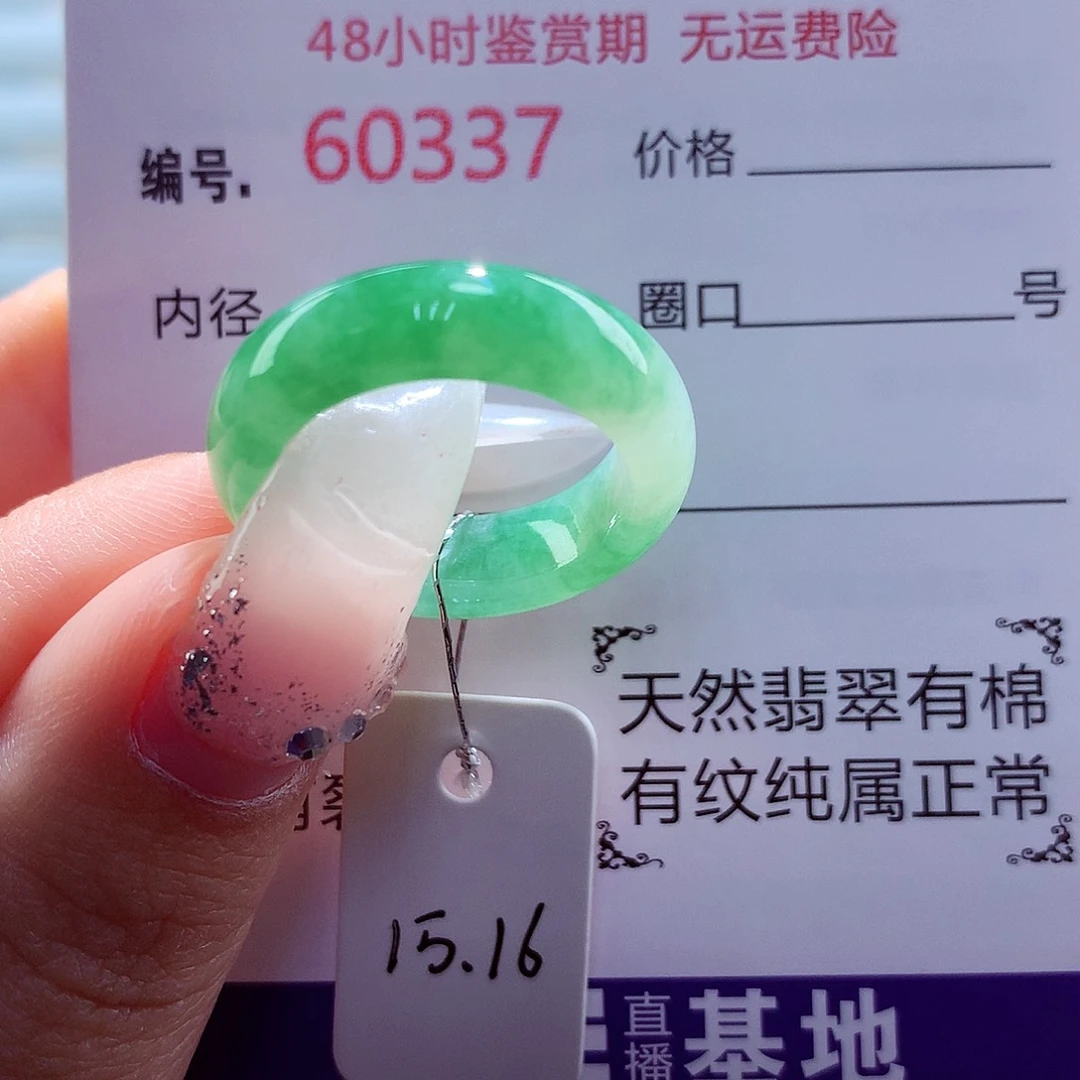 48小时鉴赏期 无运费险
编号. 60337 价格
内径 圈口 号
天然翡翠有棉
有纹纯属正常
15.16
直播基地